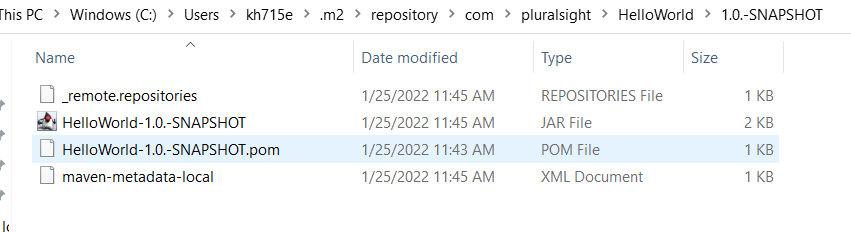 This PC > Windows (C:) > Users > kh715e > .m2 > repository > com > pluralsight > HelloWorld > 1.0.-SNAPSHOT
Name Date modified Type Size
_remote.repositories 1/25/2022 11:45 AM REPOSITORIES File 1 KB
HelloWorld-1.0.-SNAPSHOT 1/25/2022 11:45 AM JAR File 2 KB
HelloWorld-1.0.-SNAPSHOT.pom 1/25/2022 11:43 AM POM File 1 KB
maven-metadata-local 1/25/2022 11:45 AM XML Document 1 KB